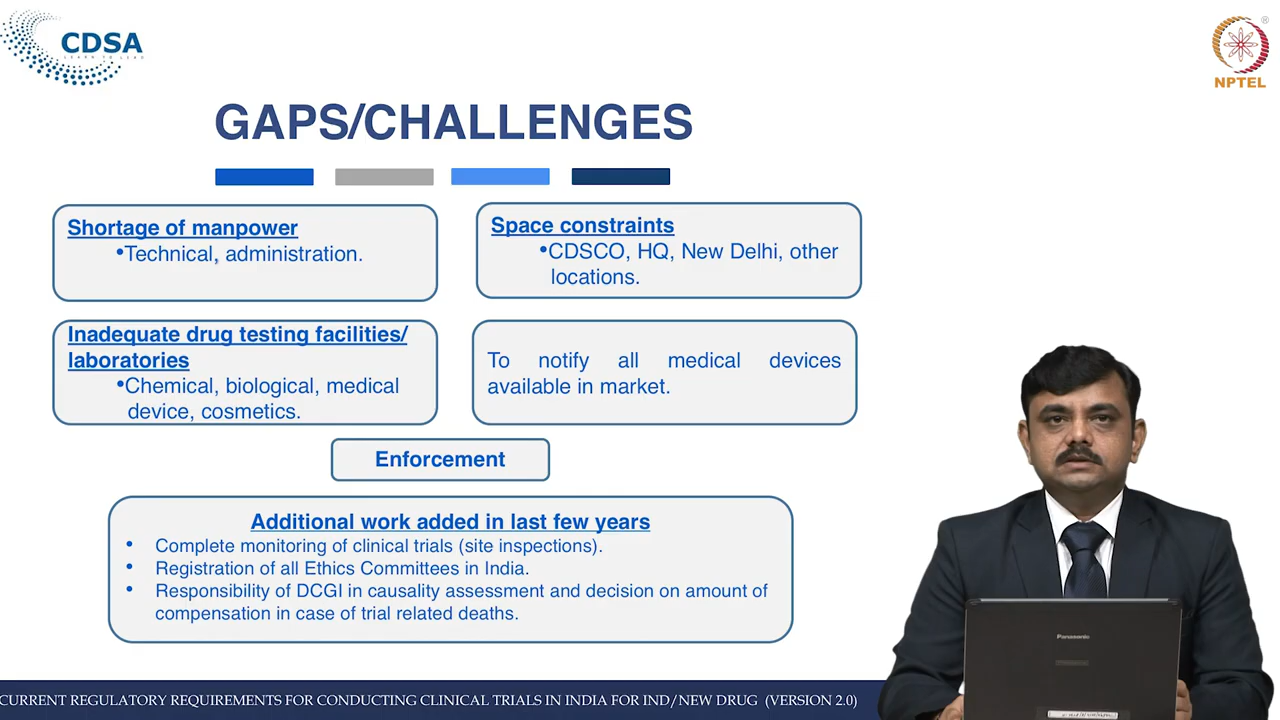 CDSA
LEARN TO LEAD
®
NPTEL
GAPS/CHALLENGES
Shortage of manpower
•Technical, administration.
Space constraints
•CDSCO, HQ, New Delhi, other
locations.
Inadequate drug testing facilities/
laboratories
•Chemical, biological, medical
device, cosmetics.
To notify all medical devices
available in market.
Enforcement
Additional work added in last few years
• Complete monitoring of clinical trials (site inspections).
• Registration of all Ethics Committees in India.
• Responsibility of DCGI in causality assessment and decision on amount of
compensation in case of trial related deaths.
Panasonic
CURRENT REGULATORY REQUIREMENTS FOR CONDUCTING CLINICAL TRIALS IN INDIA FOR IND/NEW DRUG (VERSION 2.0)